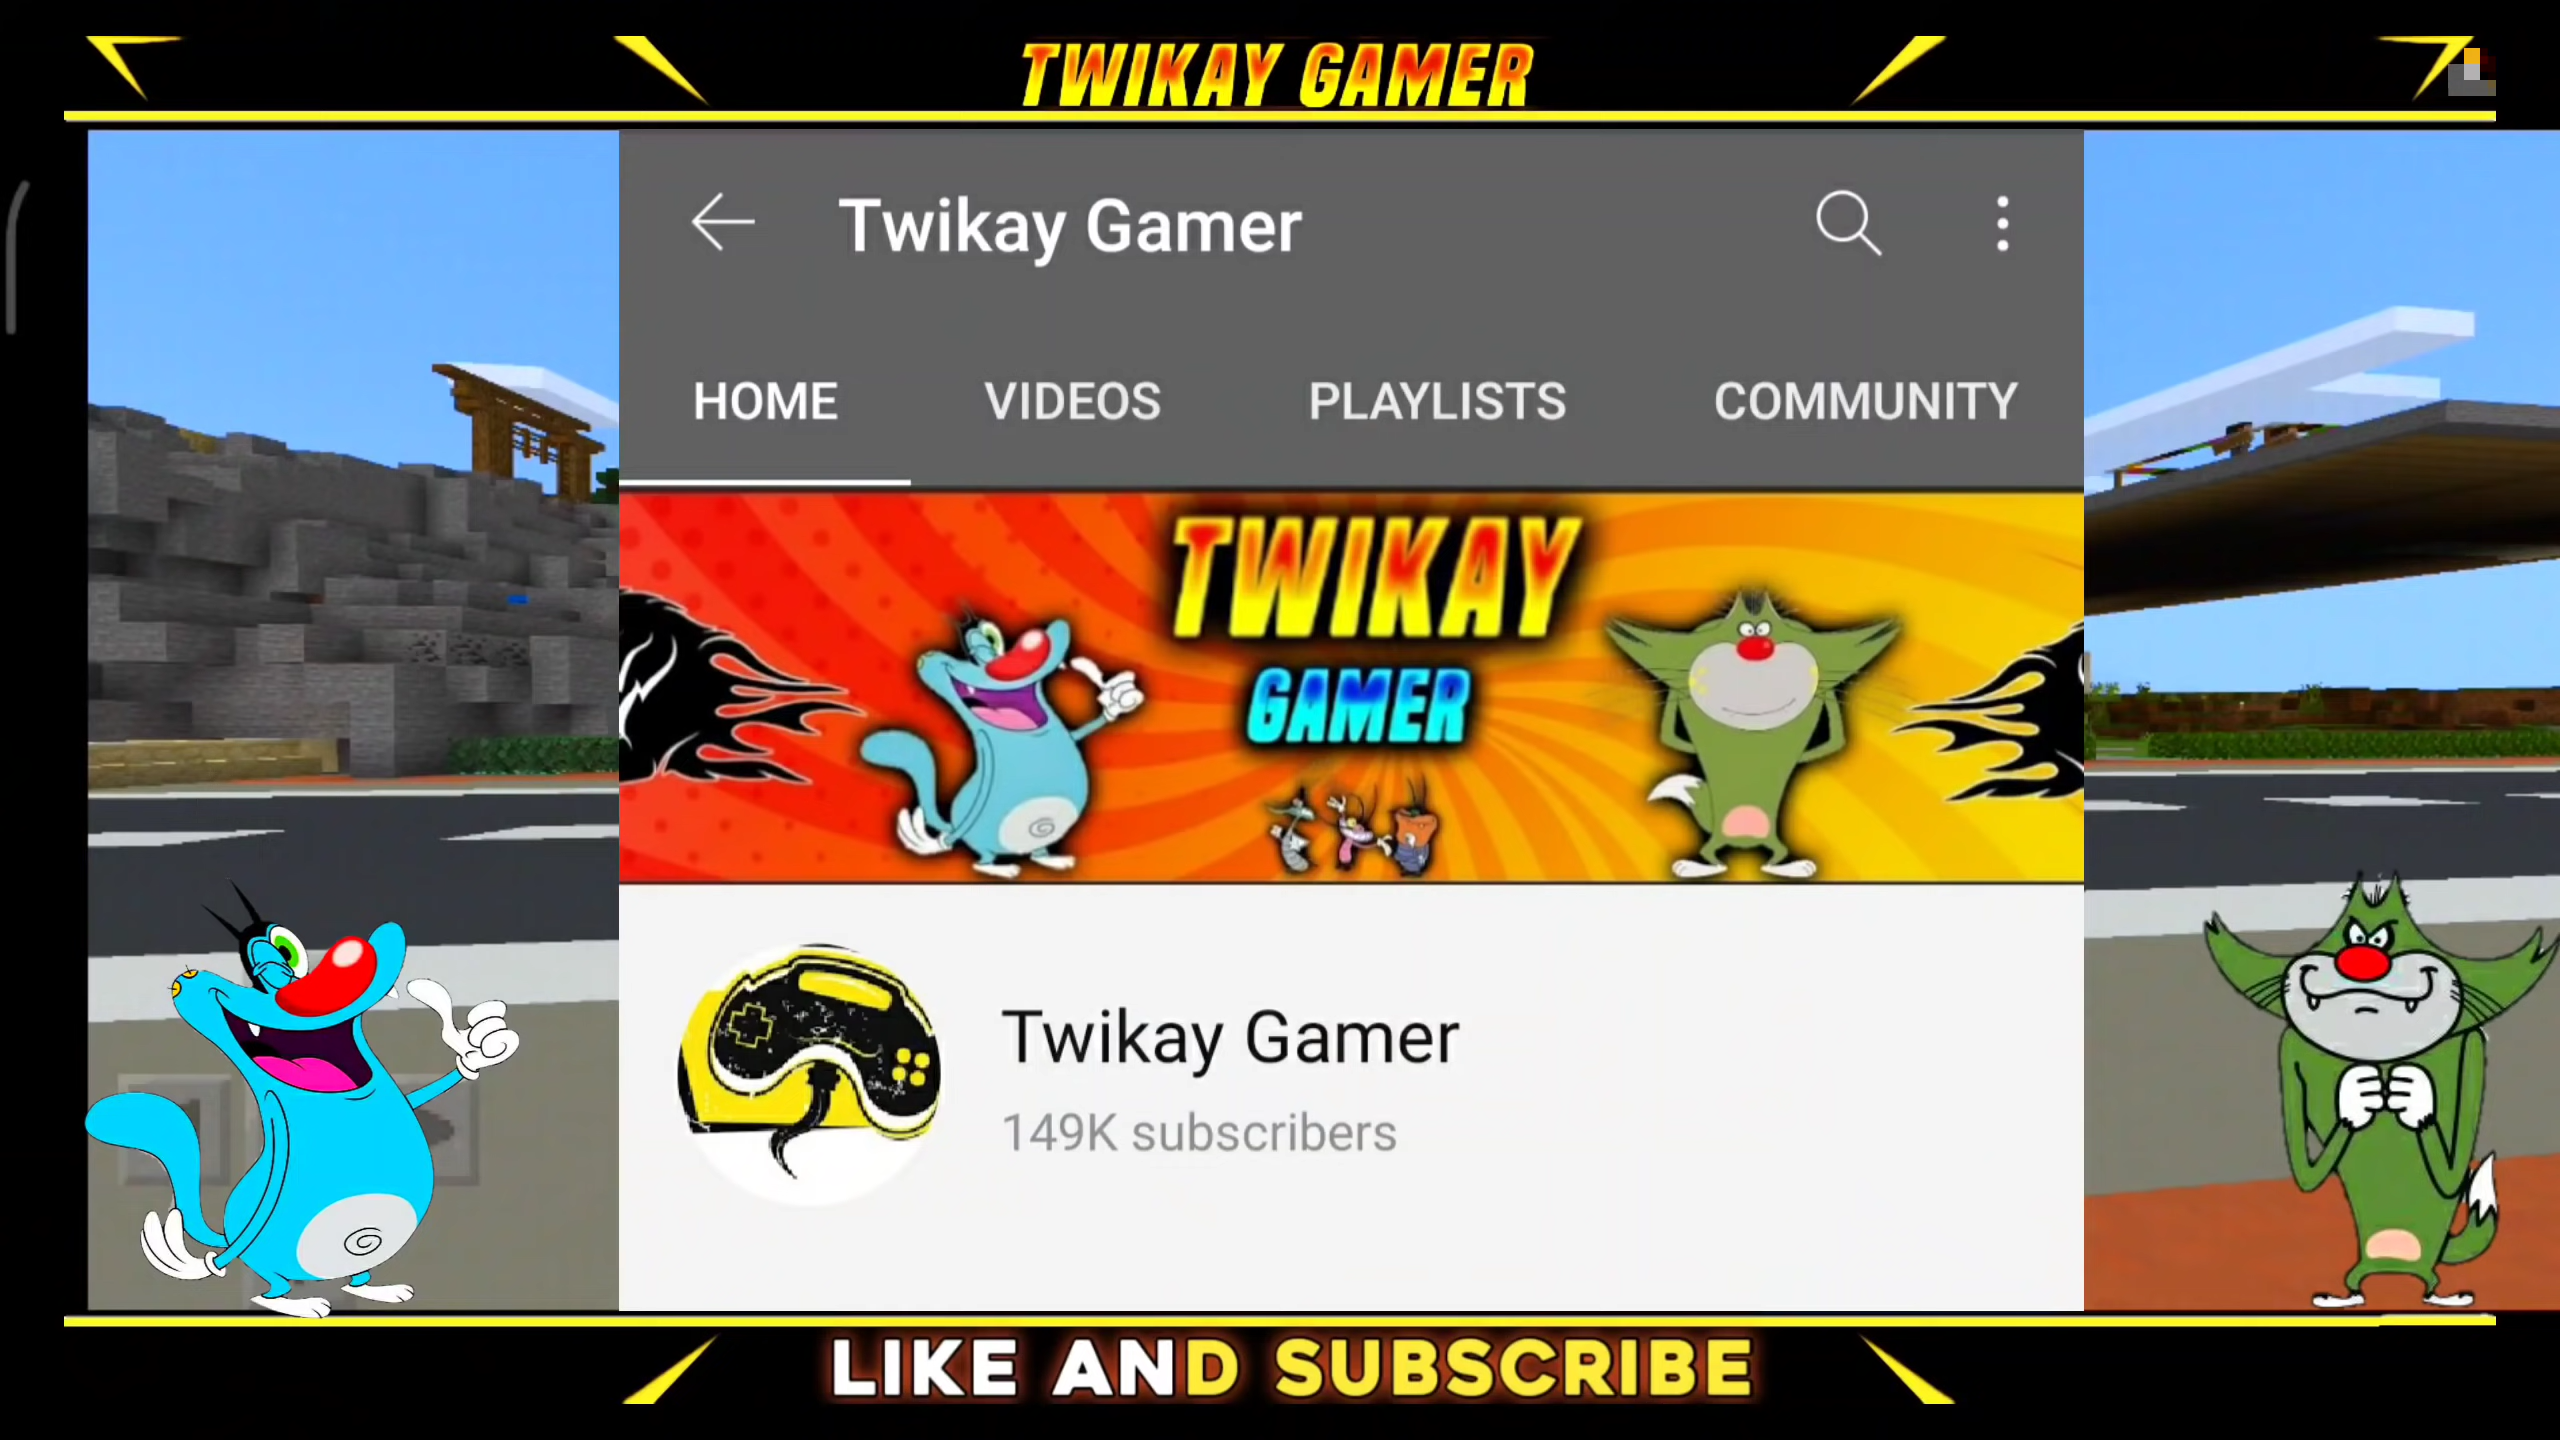 TWIKAY GAMER
Twikay Gamer
HOME VIDEOS PLAYLISTS COMMUNITY
TWIKAY
GAMER
Twikay Gamer
149K subscribers
LIKE AND SUBSCRIBE